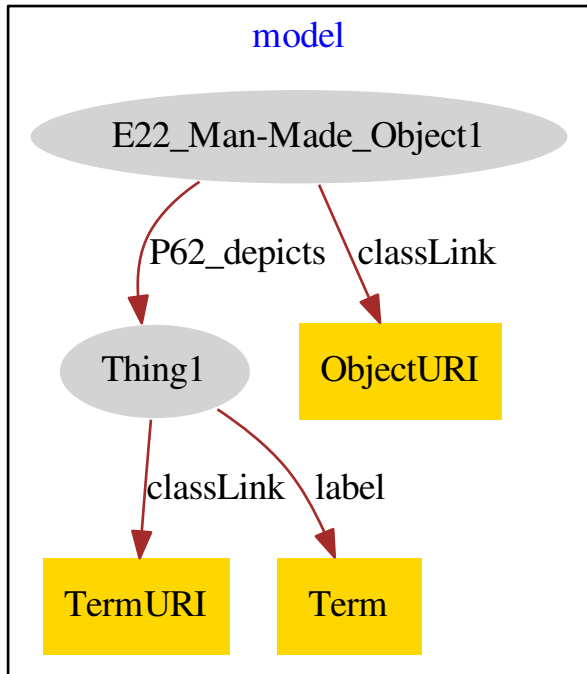 model
E22_Man-Made_Object1
P62_depicts
classLink
Thing1
ObjectURI
classLink
label
TermURI
Term